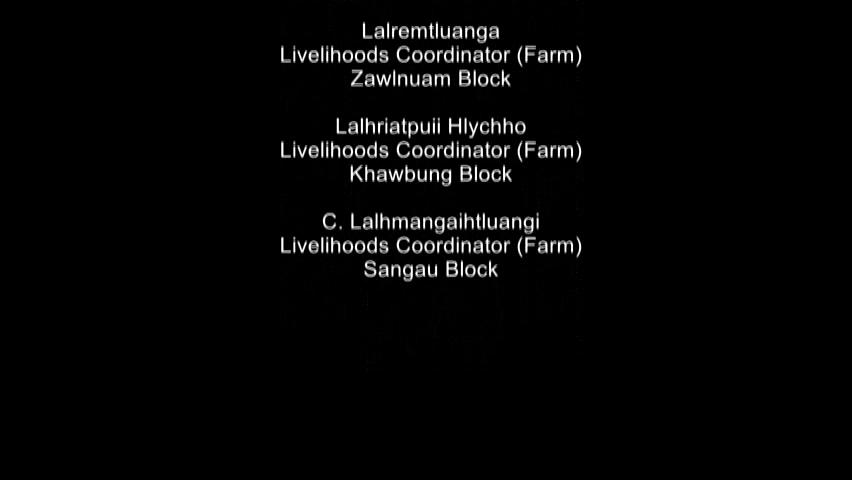 Lalremtluanga
Livelihoods Coordinator (Farm)
Zawlnuam Block
Lalhriatpuii Hlychho
Livelihoods Coordinator (Farm)
Khawbung Block
C. Lalhmangaihtluangi
Livelihoods Coordinator (Farm)
Sangau Block